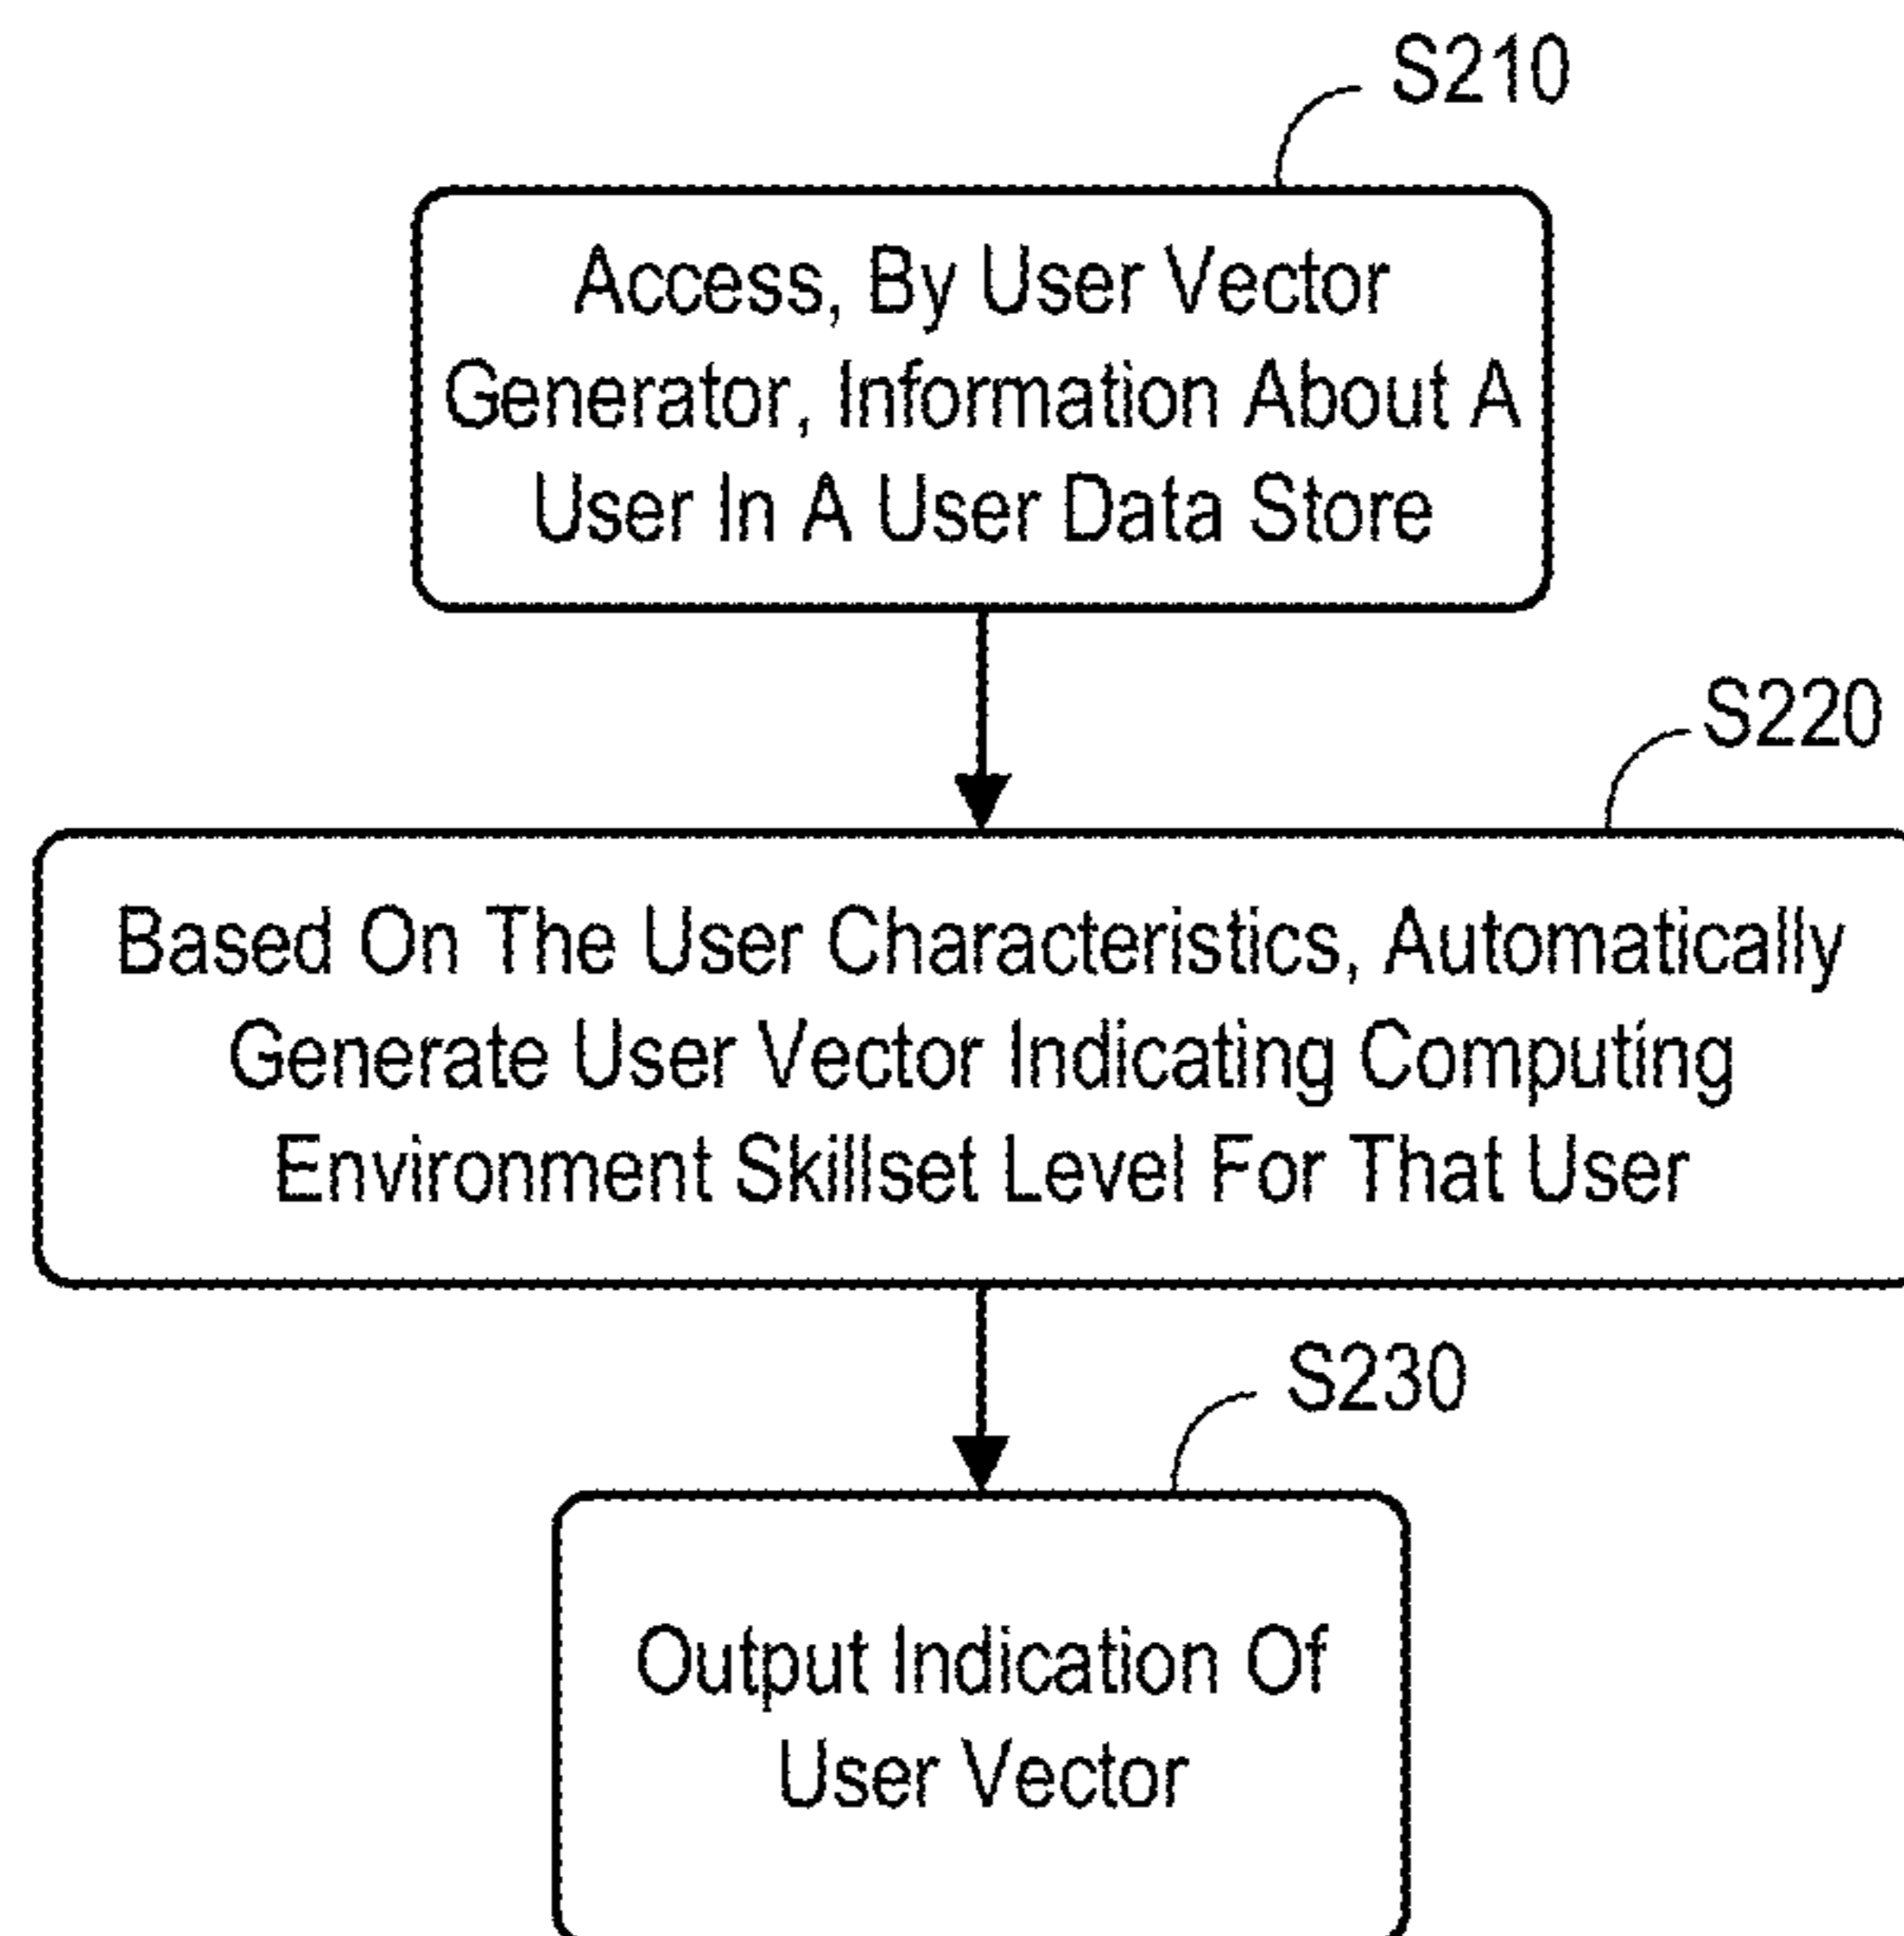 S210
Access, By User Vector
Generator, Information About A
User In A User Data Store
S220
Based On The User Characteristics, Automatically
Generate User Vector Indicating Computing
Environment Skillset Level For That User
S230
Output Indication Of
User Vector